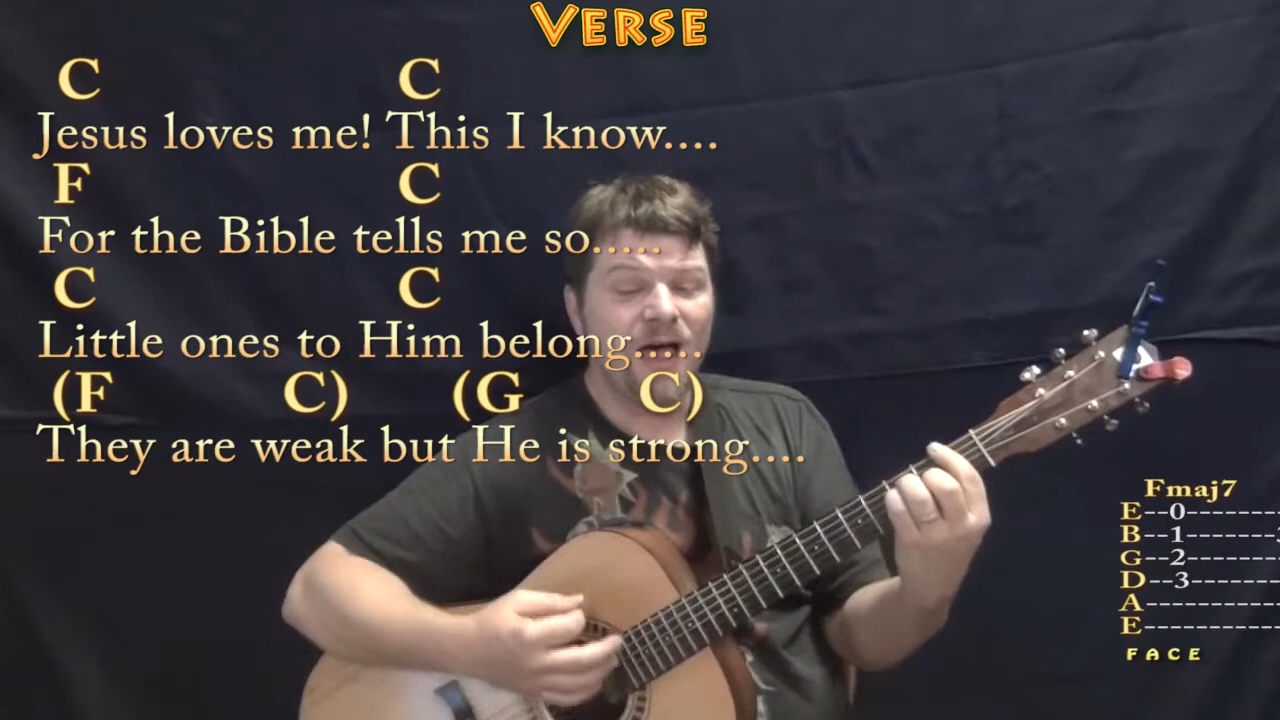 VERSE
C C
Jesus loves me! This I know....
F C
For the Bible tells me so.....
C C
Little ones to Him belong.....
(F C) (G C)
They are weak but He is strong....
Fmaj7
E--0-------
B--1-------3
G--2-------
D--3-------
A----------
E----------
F A C E